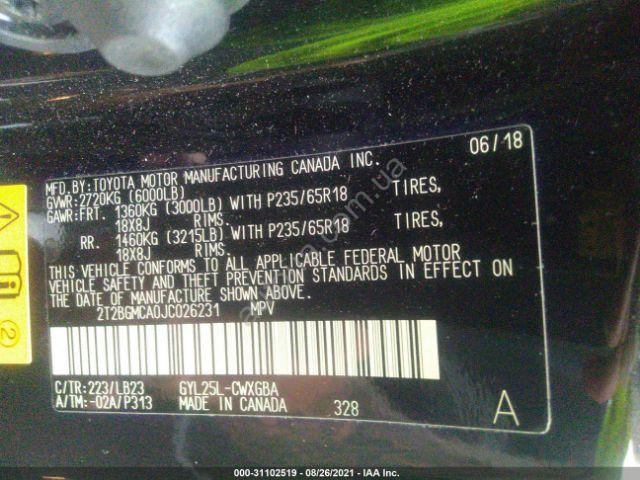 06/18
MFD.BY:TOYOTA MOTOR MANUFACTURING CANADA INC.
GVWR:2720KG (6000LB)
GAWR:FRT. 1360KG (3000LB) WITH P235/65R18 TIRES,
18X8J RIMS.
RR. 1460KG (3215LB) WITH P235/65R18 TIRES,
18X8J RIMS.
THIS VEHICLE CONFORMS TO ALL APPLICABLE FEDERAL MOTOR
VEHICLE SAFETY AND THEFT PREVENTION STANDARDS IN EFFECT ON
THE DATE OF MANUFACTURE SHOWN ABOVE.
2T2BGMCA0JC026231 MPV
C/TR:223/LB23 GYL25L-CWXGBA
A/TM:-02A/P313 MADE IN CANADA 328 A
2
000-31102519 - 08/26/2021 - IAA Inc.